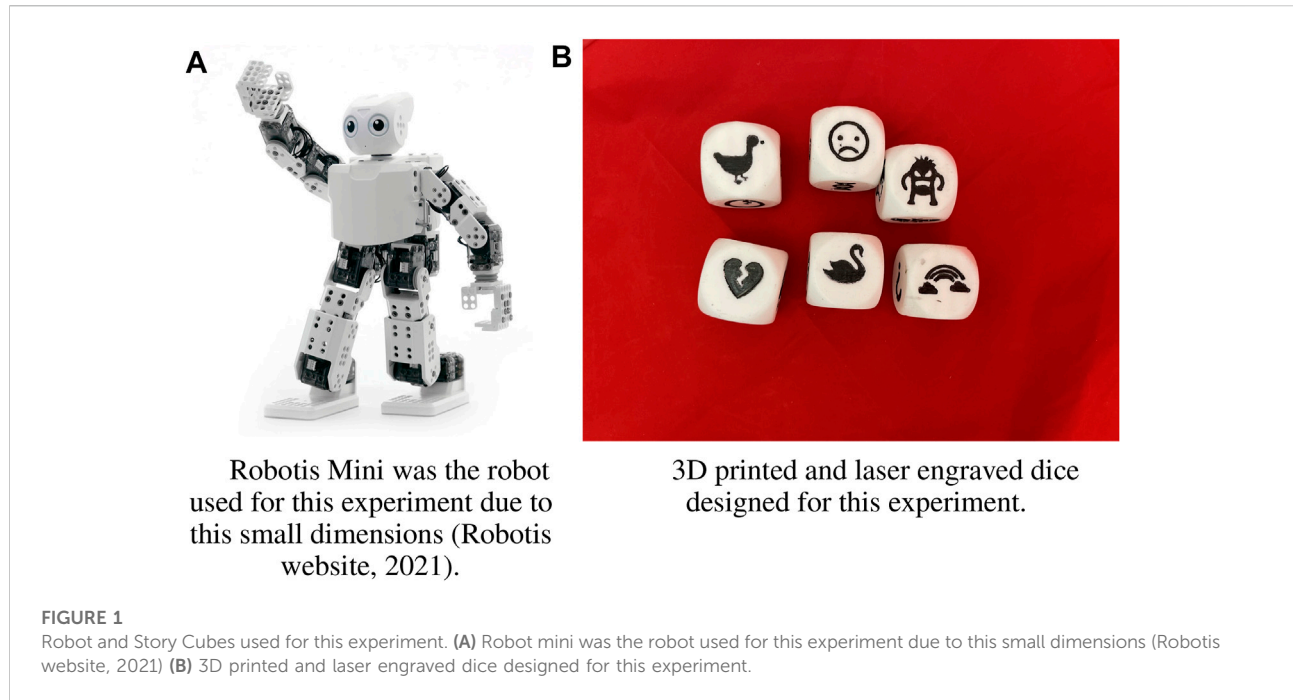 A
B
Robotis Mini was the robot
used for this experiment due to
this small dimensions (Robotis
website, 2021).
3D printed and laser engraved dice
designed for this experiment.
FIGURE 1
Robot and Story Cubes used for this experiment. (A) Robot mini was the robot used for this experiment due to this small dimensions (Robotis
website, 2021) (B) 3D printed and laser engraved dice designed for this experiment.